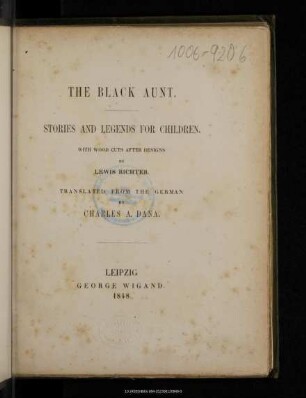 1006-9206
THE BLACK AUNT.
STORIES AND LEGENDS FOR CHILDREN.
WITH WOOD CUTS AFTER DESIGNS
BY
LEWIS RICHTER.
TRANSLATED FROM THE GERMAN
BY
CHARLES A. DANA.
LEIPZIG
GEORGE WIGAND.
1848.